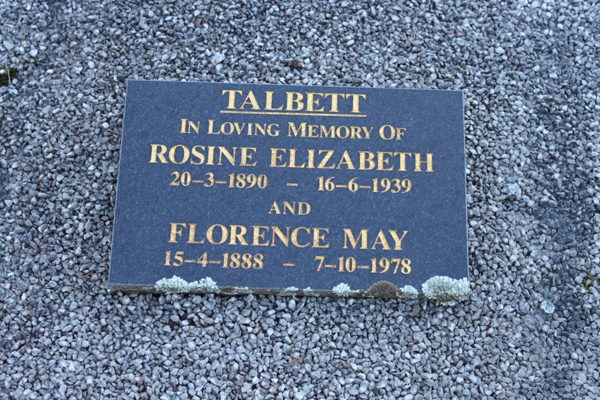 TALBETT
IN LOVING MEMORY OF
ROSINE ELIZABETH
20-3-1890 – 16-6-1939
AND
FLORENCE MAY
15-4-1888 – 7-10-1978